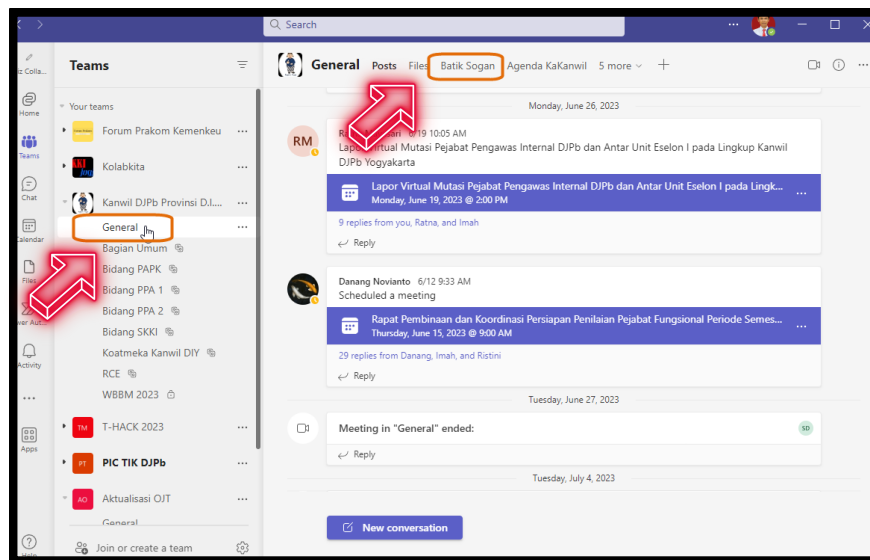 Search
iz Colla...
Home
Teams
Chat
Calendar
Files
wer Aut...
Activity
Apps
Help
Teams
Your teams
Forum Prakom Kemenkeu
Kolabkita
Kanwil DJPb Provinsi D.I....
General
Bagian Umum
Bidang PAPK
Bidang PPA 1
Bidang PPA 2
Bidang SKKI
Koatmeka Kanwil DIY
RCE
WBBM 2023
TM T-HACK 2023
PT PIC TIK DJPb
AO Aktualisasi OJT
General
Join or create a team
General Posts Files Batik Sogan Agenda KaKanwil 5 more
Monday, June 26, 2023
RM
6/19 10:05 AM
Lapor Virtual Mutasi Pejabat Pengawas Internal DJPb dan Antar Unit Eselon I pada Lingkup Kanwil
DJPb Yogyakarta
Lapor Virtual Mutasi Pejabat Pengawas Internal DJPb dan Antar Unit Eselon I pada Lingk...
Monday, June 19, 2023 @ 2:00 PM
9 replies from you, Ratna, and Imah
Reply
Danang Novianto 6/12 9:33 AM
Scheduled a meeting
Rapat Pembinaan dan Koordinasi Persiapan Penilaian Pejabat Fungsional Periode Semes...
Thursday, June 15, 2023 @ 9:00 AM
29 replies from Danang, Imah, and Ristini
Reply
Tuesday, June 27, 2023
Meeting in "General" ended:
SD
Reply
Tuesday, July 4, 2023
New conversation